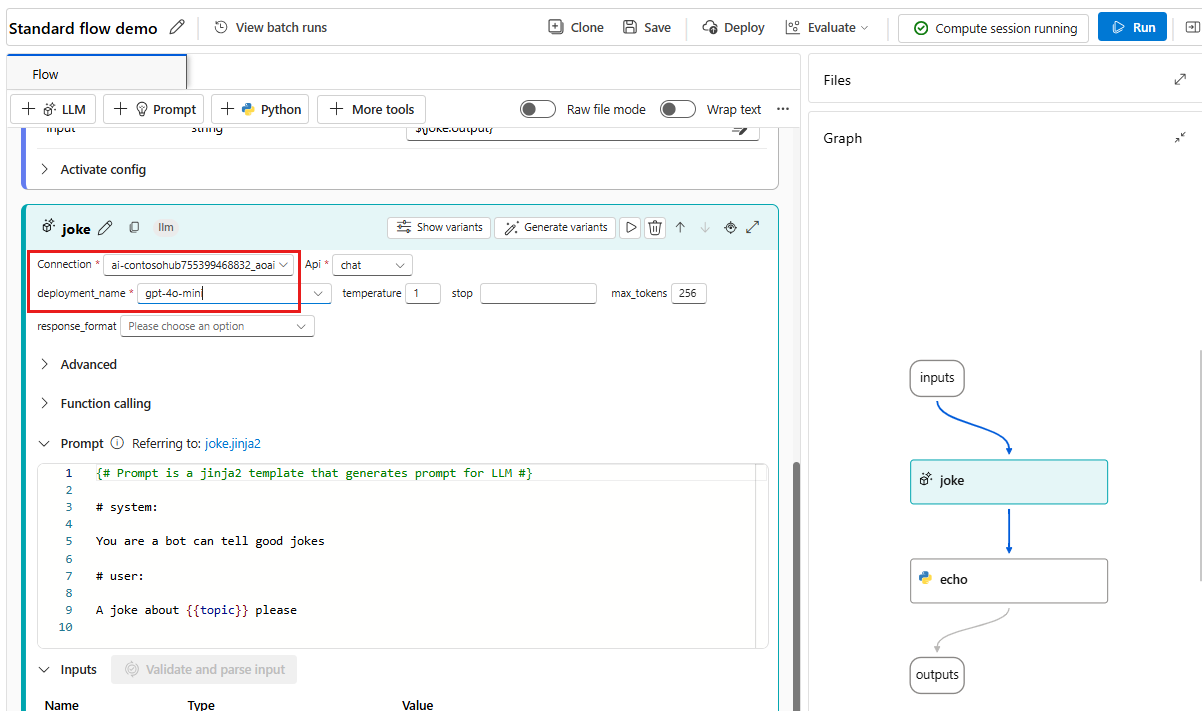 Standard flow demo View batch runs Clone Save Deploy Evaluate Compute session running Run
Flow
LLM Prompt Python More tools Raw file mode Wrap text ...
input string ${joke.output}
Activate config
joke llm Show variants Generate variants
Connection * ai-contosohub755399468832_aoai Api * chat
deployment_name * gpt-4o-mini temperature 1 stop max_tokens 256
response_format Please choose an option
Advanced
Function calling
Prompt Referring to: joke.jinja2
1 {# Prompt is a jinja2 template that generates prompt for LLM #}
2
3 # system:
4
5 You are a bot can tell good jokes
6
7 # user:
8
9 A joke about {{topic}} please
10
Inputs Validate and parse input
Name Type Value
Files
Graph
inputs
joke
echo
outputs